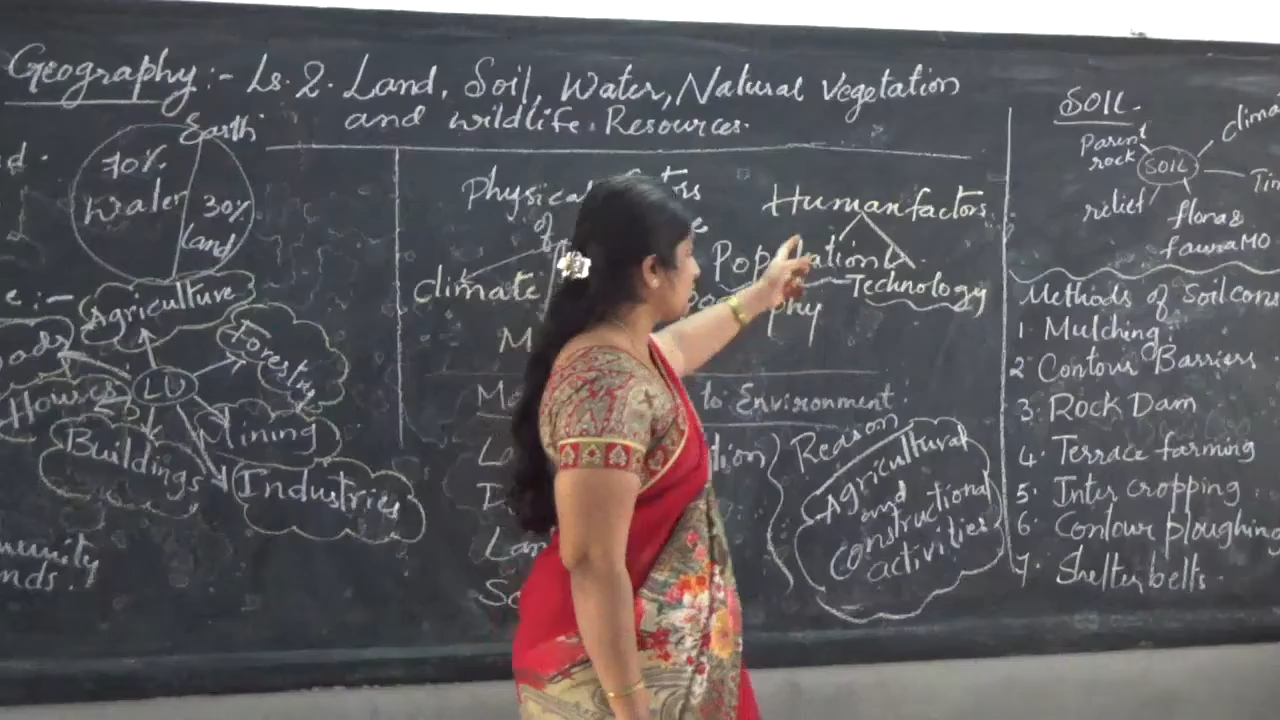 Geography:- Ls. 2. Land, Soil, Water, Natural Vegetation
and wildlife Resources.
Earth
70%
Water
30%
land
e:-
Agriculture
Forestry
LU
Houses
Mining
Buildings
Industries
of
climate
Human factors
Population
Technology
to Environment.
Reason
Agricultural
and
constructional
activities
SOIL.
Parent
rock
SOIL
relief
flora &
fauna MO
Methods of Soil
1 Mulching:
2 Contour Barriers
3. Rock Dam
4. Terrace farming
5. Inter cropping
6. Contour ploughing
7. Shelter belts.